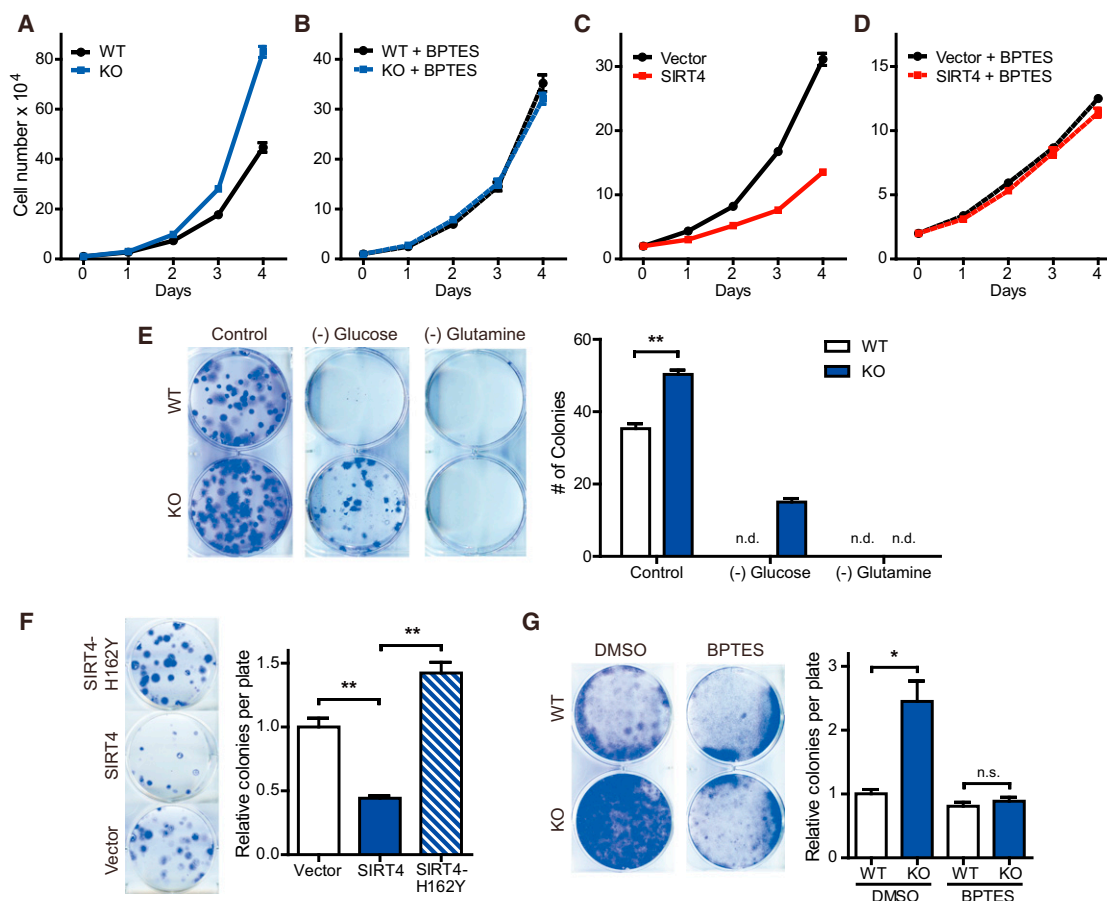 A
WT
KO
Cell number x 10⁴
80
60
40
20
0
0 1 2 3 4
Days
B
WT + BPTES
KO + BPTES
40
30
20
10
0
0 1 2 3 4
Days
C
Vector
SIRT4
30
20
10
0
0 1 2 3 4
Days
D
Vector + BPTES
SIRT4 + BPTES
15
10
5
0
0 1 2 3 4
Days
E
Control (-) Glucose (-) Glutamine
WT
KO
# of Colonies
60
40
20
0
**
WT
KO
n.d. n.d. n.d.
Control (-) Glucose (-) Glutamine
F
SIRT4-
H162Y
SIRT4
Vector
Relative colonies per plate
1.5
1.0
0.5
0.0
**
**
Vector SIRT4 SIRT4-
H162Y
G
DMSO BPTES
WT
KO
Relative colonies per plate
3
2
1
0
*
n.s.
WT KO WT KO
DMSO BPTES